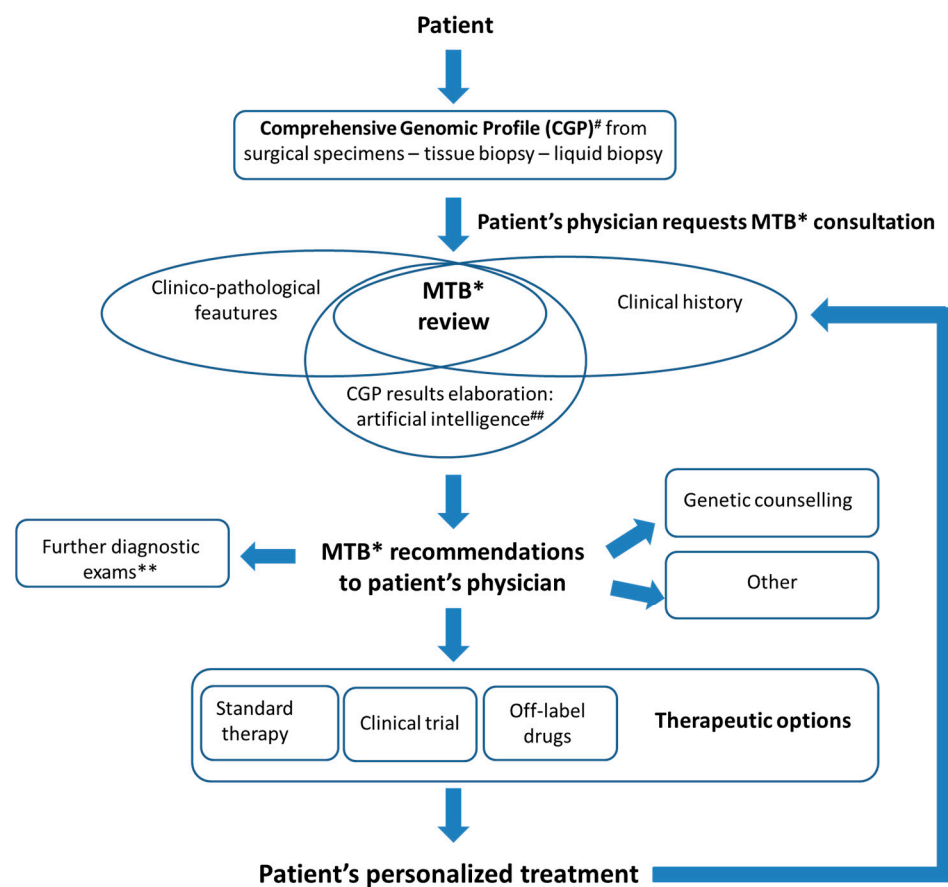 Patient
Comprehensive Genomic Profile (CGP)# from
surgical specimens – tissue biopsy – liquid biopsy
Patient's physician requests MTB* consultation
Clinico-pathological
feautures
MTB*
review
Clinical history
CGP results elaboration:
artificial intelligence##
Genetic counselling
Further diagnostic
exams**
MTB* recommendations
to patient's physician
Other
Standard
therapy
Clinical trial
Off-label
drugs
Therapeutic options
Patient's personalized treatment